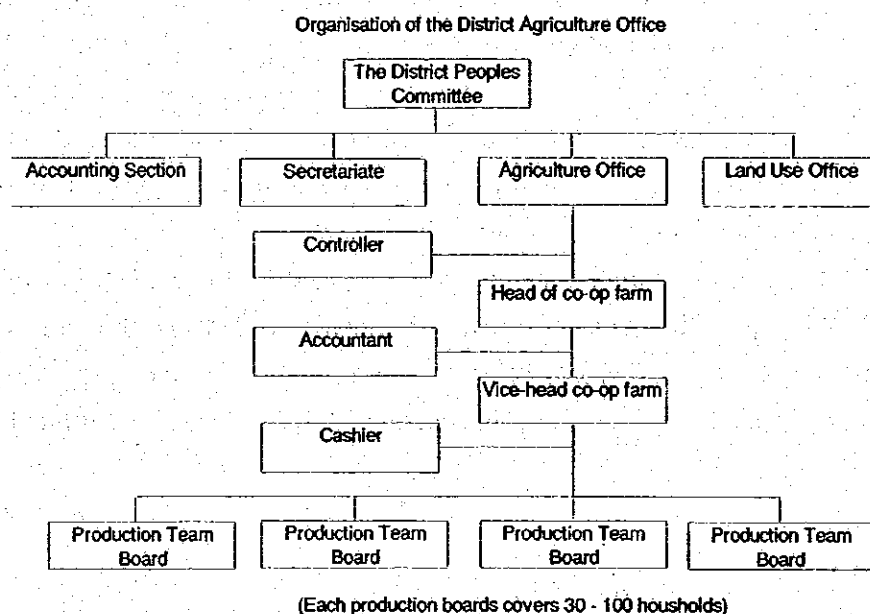 Organisation of the District Agriculture Office
The District Peoples
Committee
Accounting Section
Secretariate
Agriculture Office
Land Use Office
Controller
Head of co-op farm
Accountant
Vice-head co-op farm
Cashier
Production Team
Board
Production Team
Board
Production Team
Board
Production Team
Board
(Each production boards covers 30 - 100 housholds)